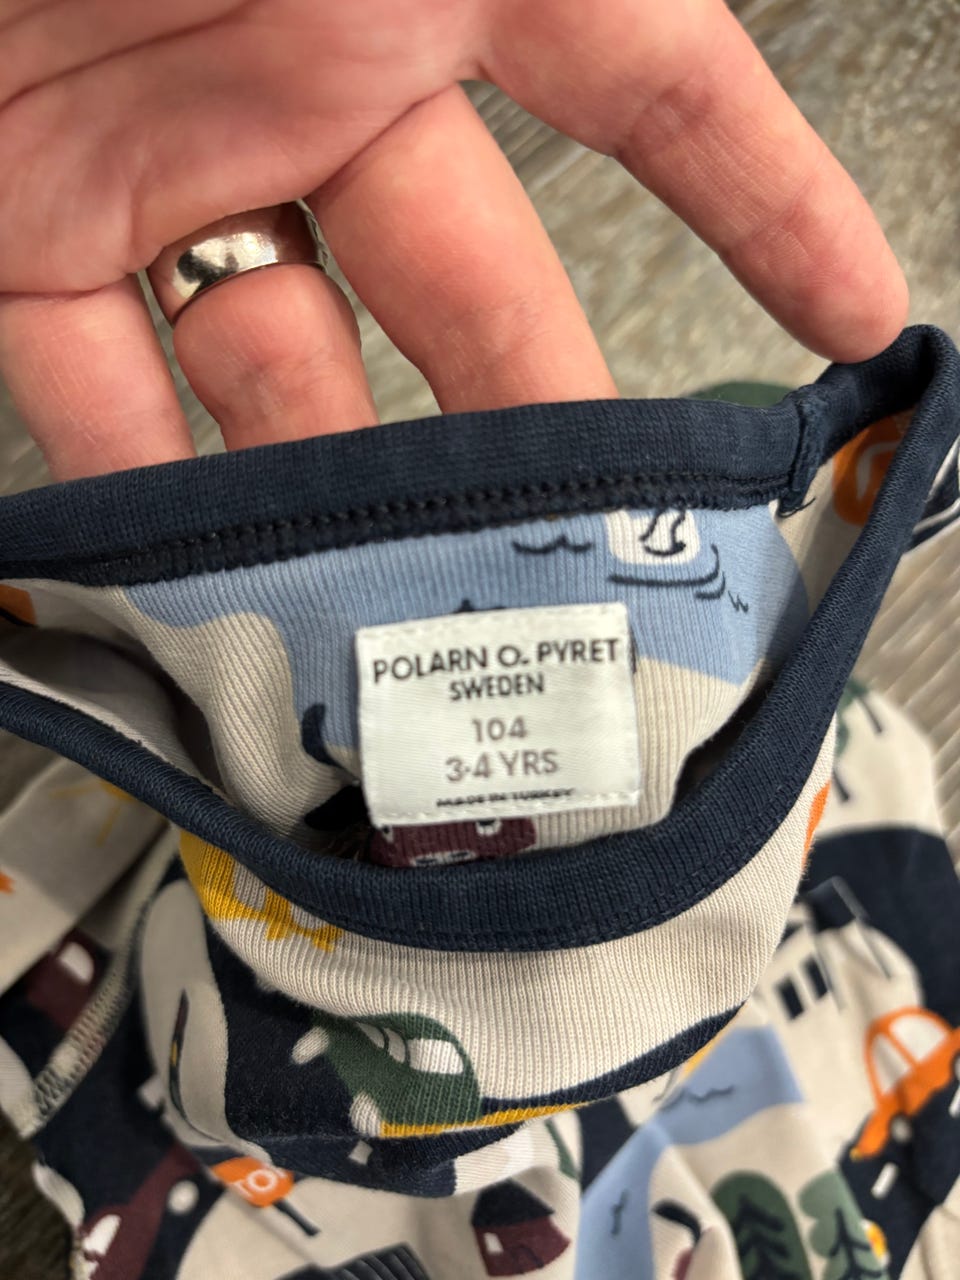 POLARN O. PYRET
SWEDEN
104
3-4 YRS
MADE IN TURKEY